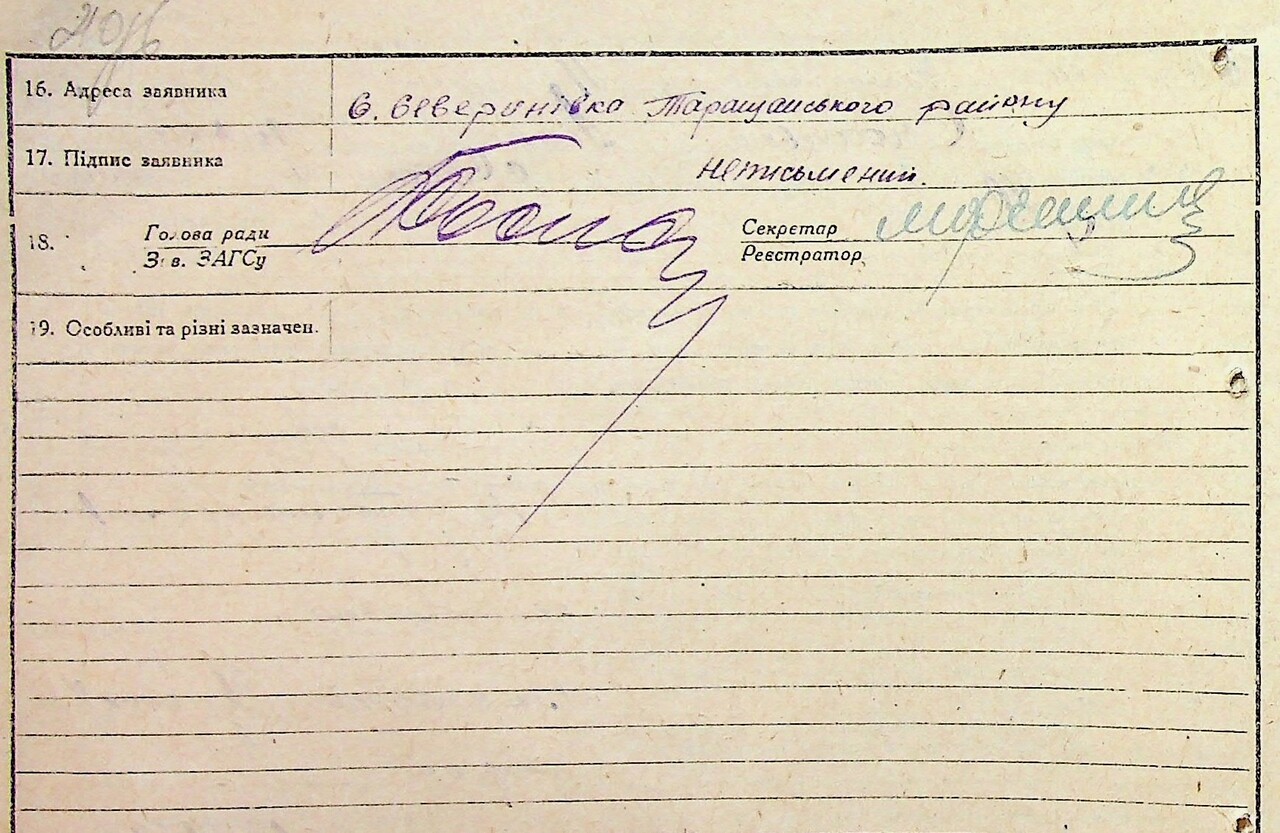 16. Адреса заявника с. Северинівка Таращанського району
17. Підпис заявника неписьмений.
18. Голова ради Секретар
Зав. ЗАГСу Реєстратор
19. Особливі та різні зазначен.